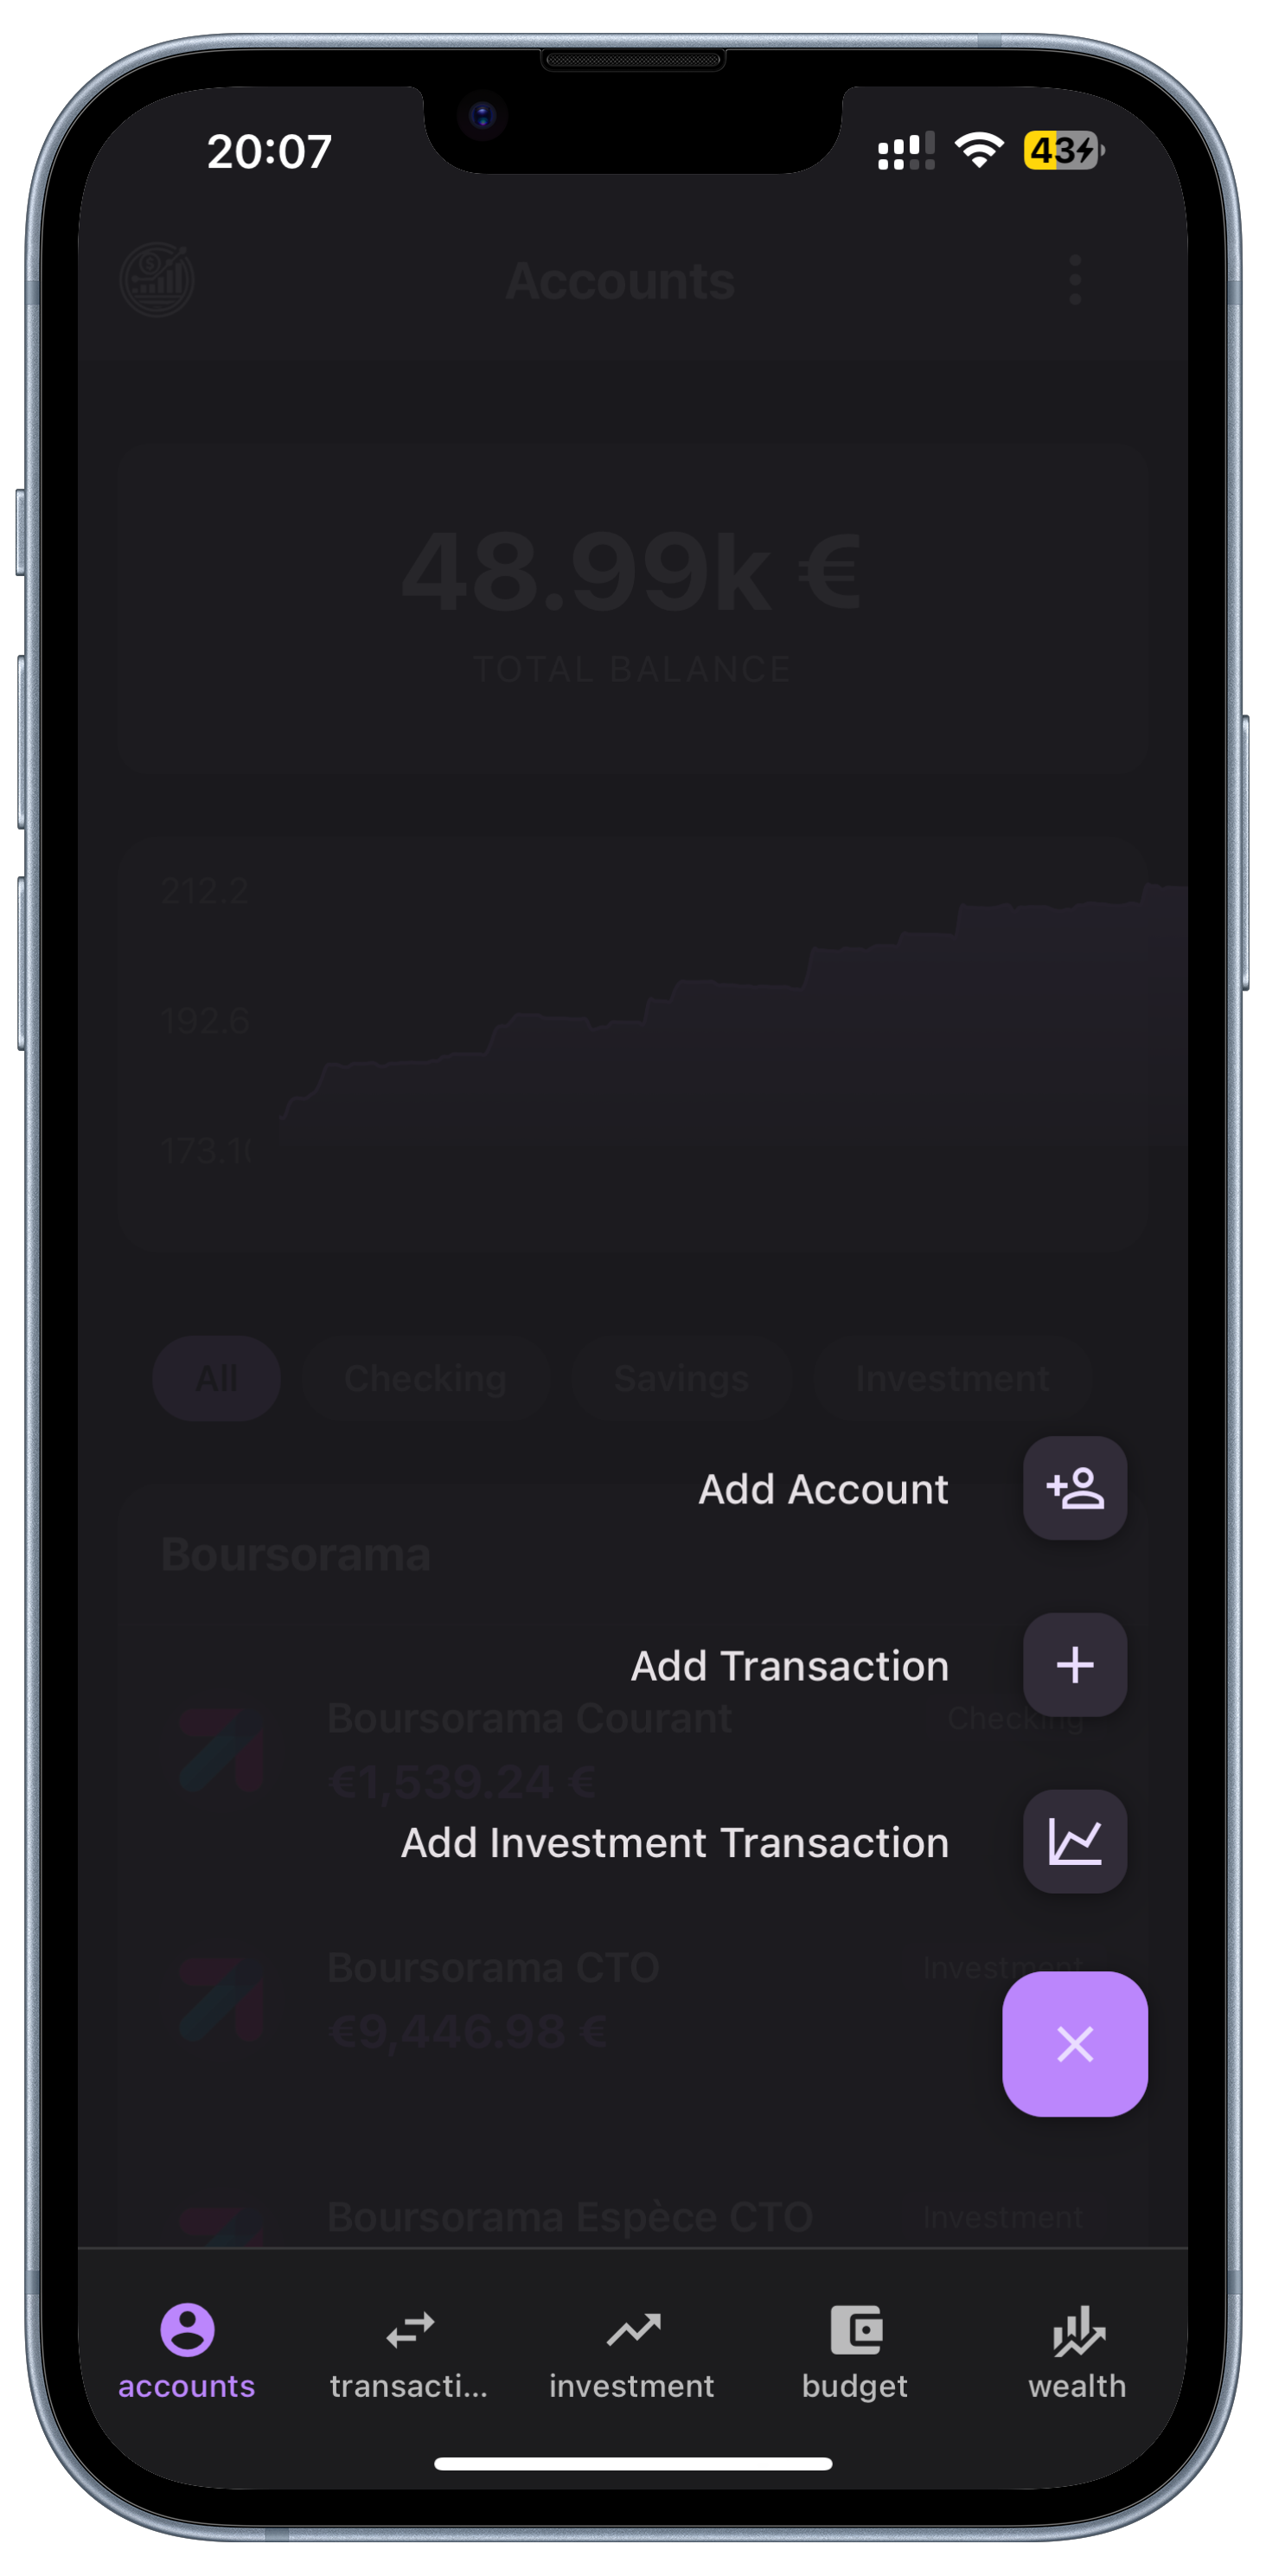 20:07
43
Accounts
48.99k €
TOTAL BALANCE
212.2
192.6
173.1
All Checking Savings Investment
Add Account
Boursorama
Add Transaction
Boursorama Courant Checking
€1,539.24 €
Add Investment Transaction
Boursorama CTO Investment
€9,446.98 €
Boursorama Espèce CTO Investment
accounts transacti... investment budget wealth